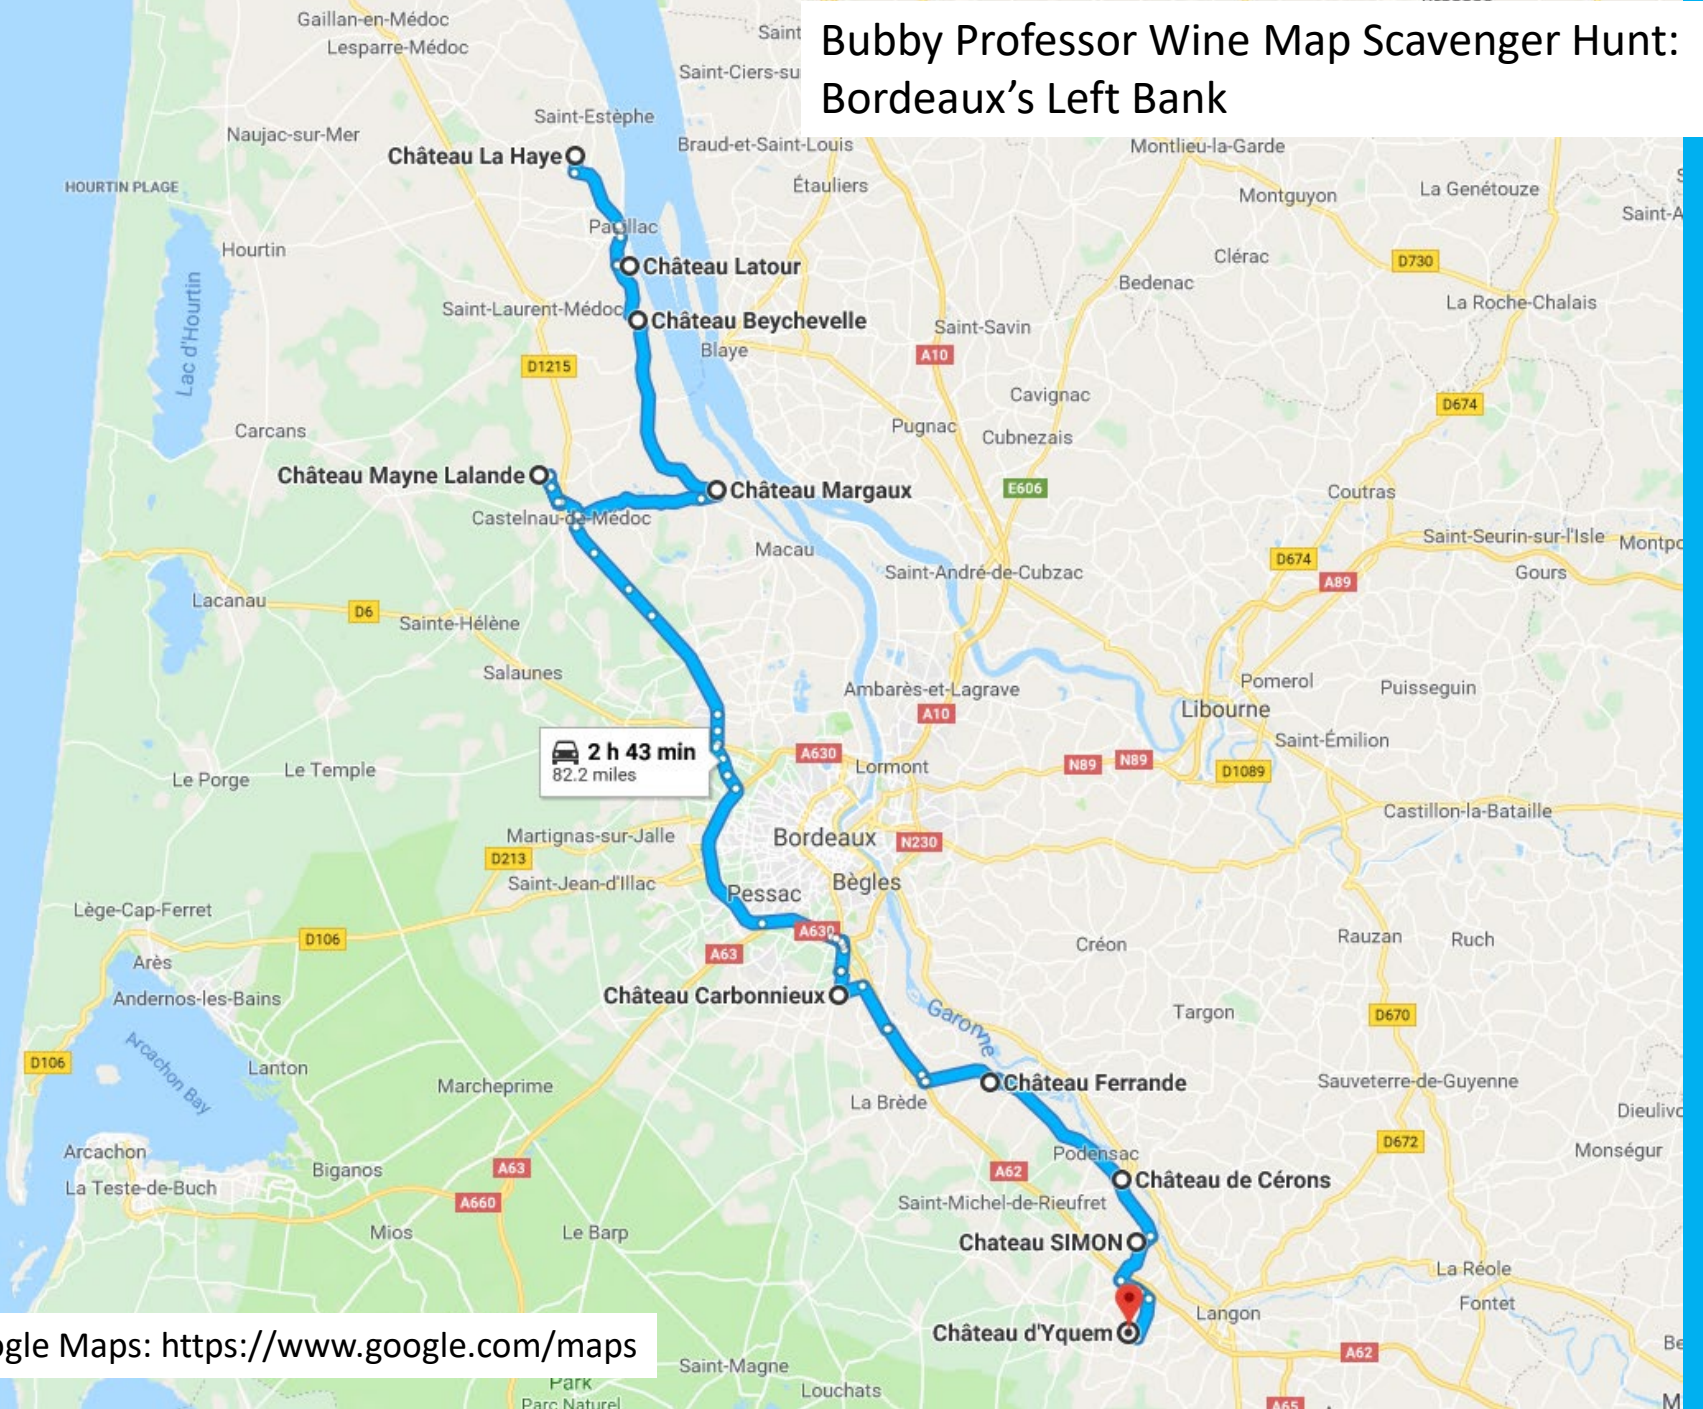 Bubby Professor Wine Map Scavenger Hunt:
Bordeaux’s Left Bank
Gaillan-en-Médoc
Lesparre-Médoc
Saint
Saint-Ciers-su
Saint-Estèphe
Naujac-sur-Mer
Braud-et-Saint-Louis
Montlieu-la-Garde
Château La Haye
HOURTIN PLAGE
Étauliers
Montguyon
La Genétouze
Saint-A
Pauillac
Hourtin
Clérac
D730
Château Latour
Bedenac
Lac d'Hourtin
Saint-Laurent-Médoc
La Roche-Chalais
Château Beychevelle
Saint-Savin
Blaye
A10
D1215
Cavignac
D674
Carcans
Pugnac
Cubnezais
Château Mayne Lalande
Château Margaux
E606
Coutras
Castelnau-de-Médoc
Saint-Seurin-sur-l'Isle
Montpo
Macau
D674
Saint-André-de-Cubzac
A89
Gours
Lacanau
D6
Sainte-Hélène
Salaunes
Pomerol
Puisseguin
Ambarès-et-Lagrave
A10
Libourne
2 h 43 min
82.2 miles
A630
Saint-Émilion
Le Porge
Le Temple
Lormont
N89
N89
D1089
Castillon-la-Bataille
Martignas-sur-Jalle
Bordeaux
N230
D213
Saint-Jean-d'Illac
Pessac
Bègles
Lège-Cap-Ferret
D106
A630
A63
Créon
Rauzan
Ruch
Arès
Andernos-les-Bains
Château Carbonnieux
Garonne
Targon
D670
Arcachon Bay
D106
Lanton
Marcheprime
Château Ferrande
Sauveterre-de-Guyenne
La Brède
Dieulivo
Arcachon
Podensac
D672
Monségur
Biganos
A63
A62
Château de Cérons
La Teste-de-Buch
A660
Saint-Michel-de-Rieufret
Mios
Le Barp
Chateau SIMON
La Réole
Langon
Fontet
Château d'Yquem
ogle Maps: https://www.google.com/maps
A62
Be
Saint-Magne
Louchats
Park
Parc Naturel
A65
M